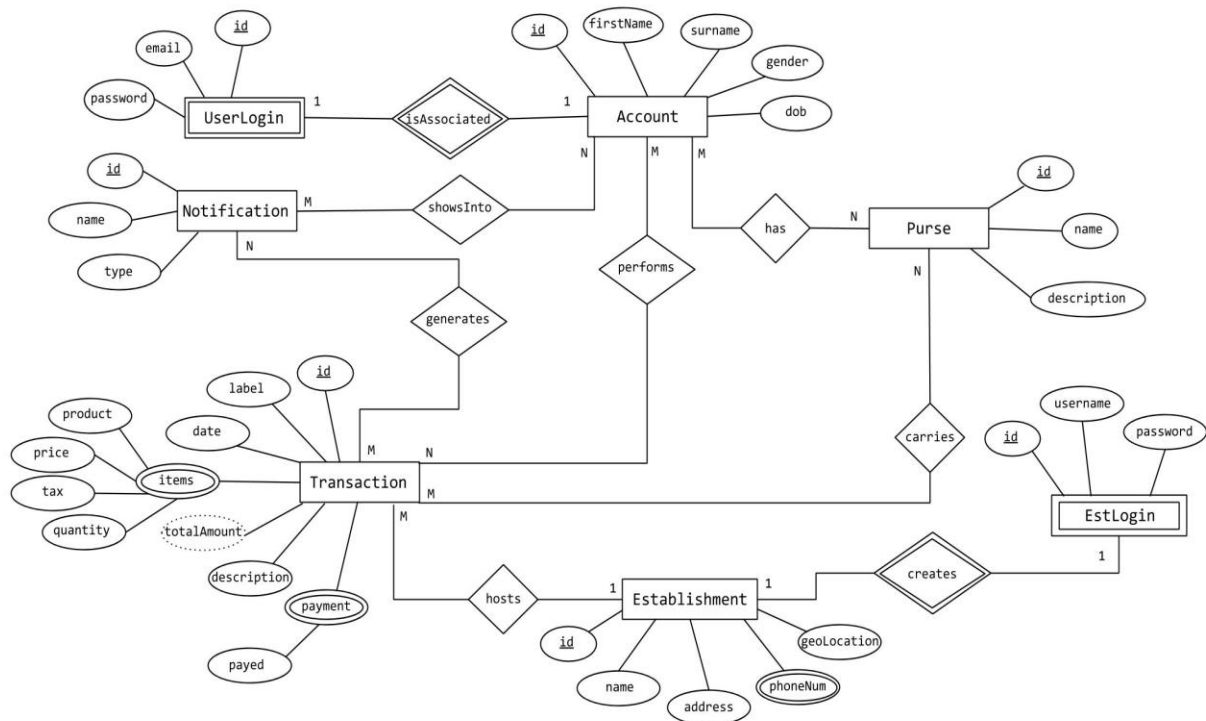 id
firstName
surname
email
id
gender
password
UserLogin
1
isAssociated
1
Account
dob
N
M
M
id
id
name
Notification
M
showsInto
has
N
Purse
name
type
N
performs
N
description
generates
id
label
username
product
date
id
password
carries
price
items
M
N
tax
Transaction
M
EstLogin
quantity
totalAmount
M
1
description
creates
payment
hosts
1
Establishment
1
id
geoLocation
payed
name
phoneNum
address